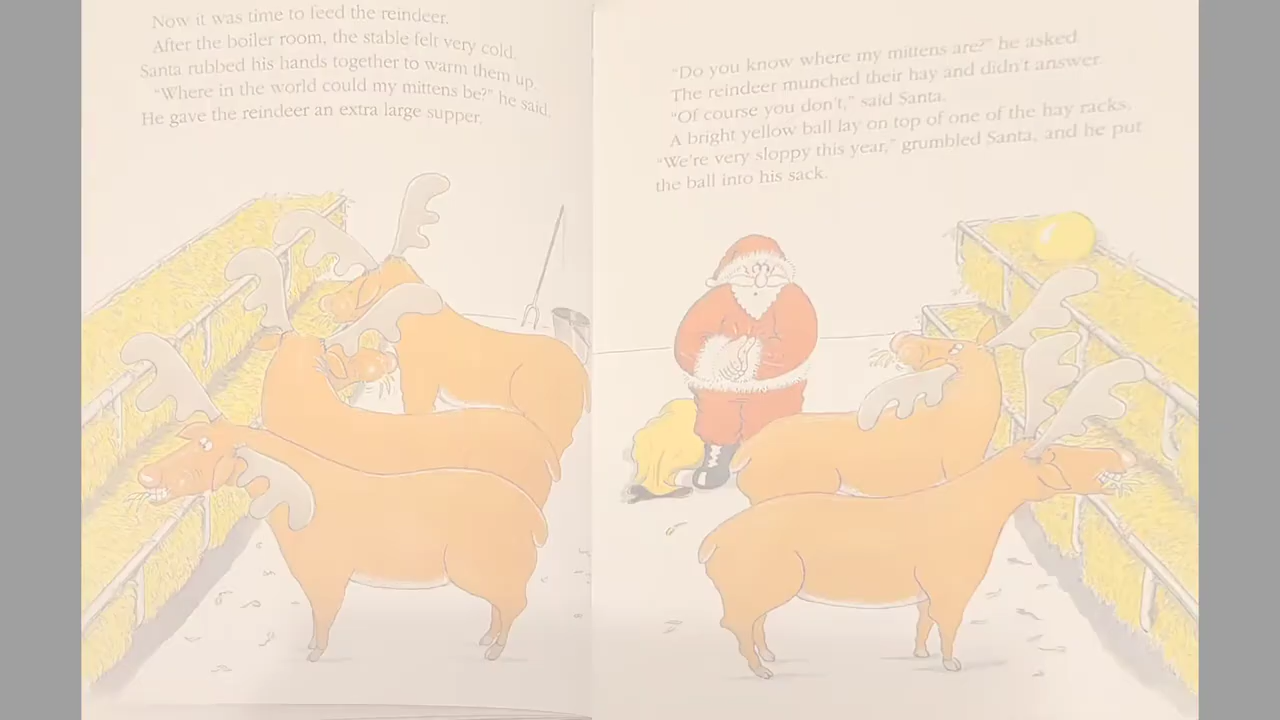 Now it was time to feed the reindeer.
After the boiler room, the stable felt very cold.
Santa rubbed his hands together to warm them up.
"Where in the world could my mittens be?" he said.
He gave the reindeer an extra large supper.
"Do you know where my mittens are?" he asked
The reindeer munched their hay and didn't answer.
"Of course you don't," said Santa.
A bright yellow ball lay on top of one of the hay racks.
"We're very sloppy this year," grumbled Santa, and he put
the ball into his sack.